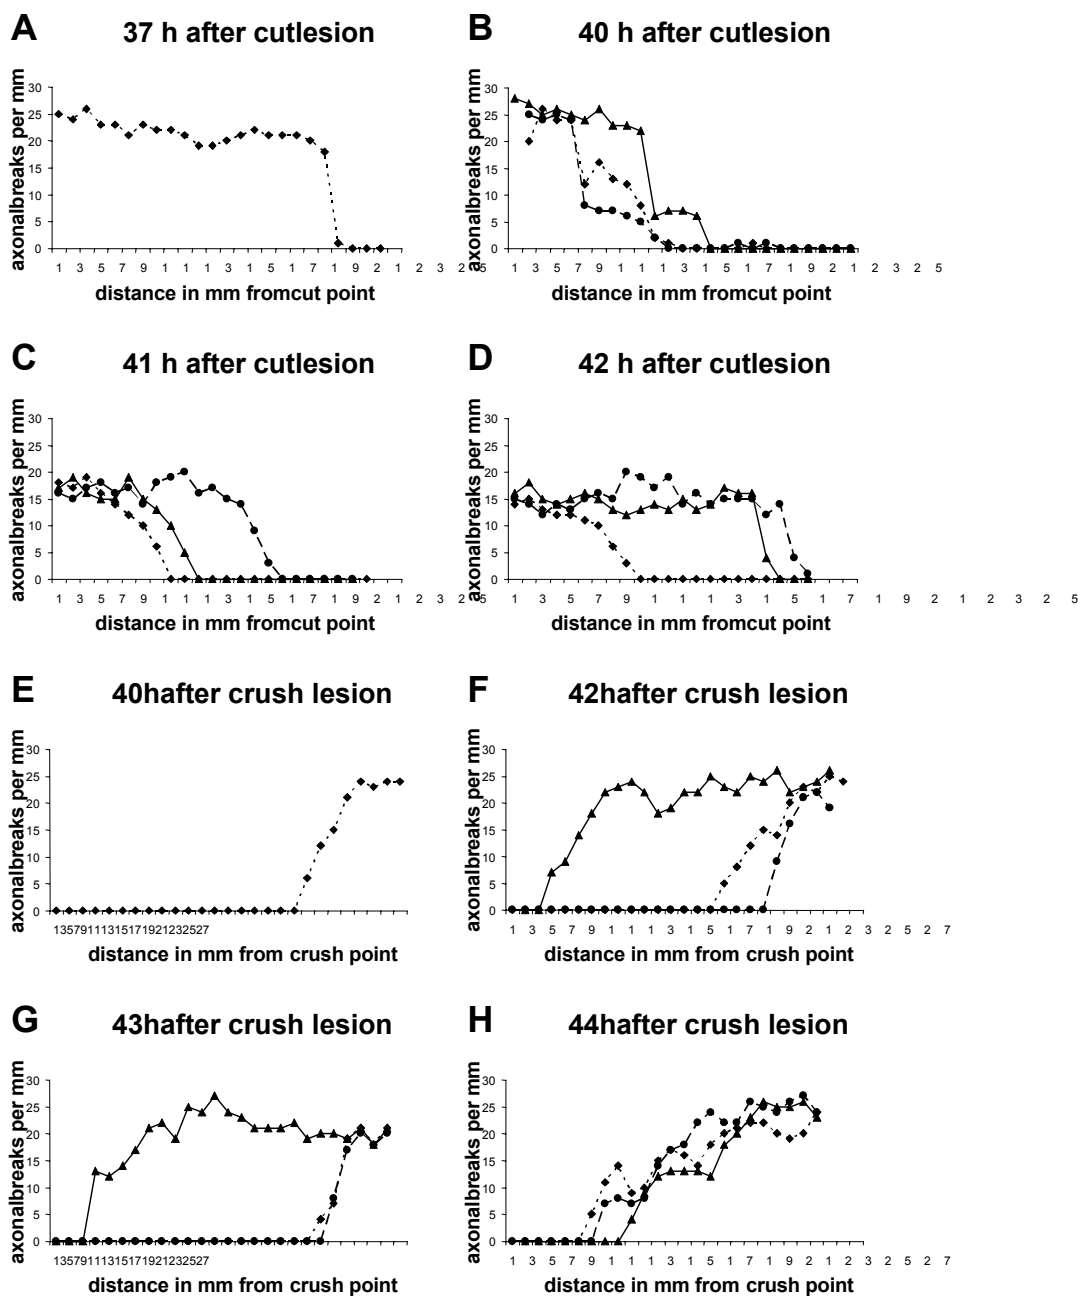 A 37 h after cutlesion
axonalbreaks per mm
30
25
20
15
10
5
0
1 3 5 7 9 1 1 1 3 1 5 1 7 1 9 2 1 2 3 2 5
distance in mm fromcut point
B 40 h after cutlesion
axonalbreaks per mm
30
25
20
15
10
5
0
1 3 5 7 9 1 1 1 3 1 5 1 7 1 9 2 1 2 3 2 5
distance in mm fromcut point
C 41 h after cutlesion
axonalbreaks per mm
30
25
20
15
10
5
0
1 3 5 7 9 1 1 1 3 1 5 1 7 1 9 2 1 2 3 2 5
distance in mm fromcut point
D 42 h after cutlesion
axonalbreaks per mm
30
25
20
15
10
5
0
1 3 5 7 9 1 1 1 3 1 5 1 7 1 9 2 1 2 3 2 5
distance in mm fromcut point
E 40hafter crush lesion
axonalbreaks per mm
30
25
20
15
10
5
0
13579111315171921232527
distance in mm from crush point
F 42hafter crush lesion
axonalbreaks per mm
30
25
20
15
10
5
0
1 3 5 7 9 1 1 1 3 1 5 1 7 1 9 2 1 2 3 2 5 2 7
distance in mm from crush point
G 43hafter crush lesion
axonalbreaks per mm
30
25
20
15
10
5
0
13579111315171921232527
distance in mm from crush point
H 44hafter crush lesion
axonalbreaks per mm
30
25
20
15
10
5
0
1 3 5 7 9 1 1 1 3 1 5 1 7 1 9 2 1 2 3 2 5 2 7
distance in mm from crush point